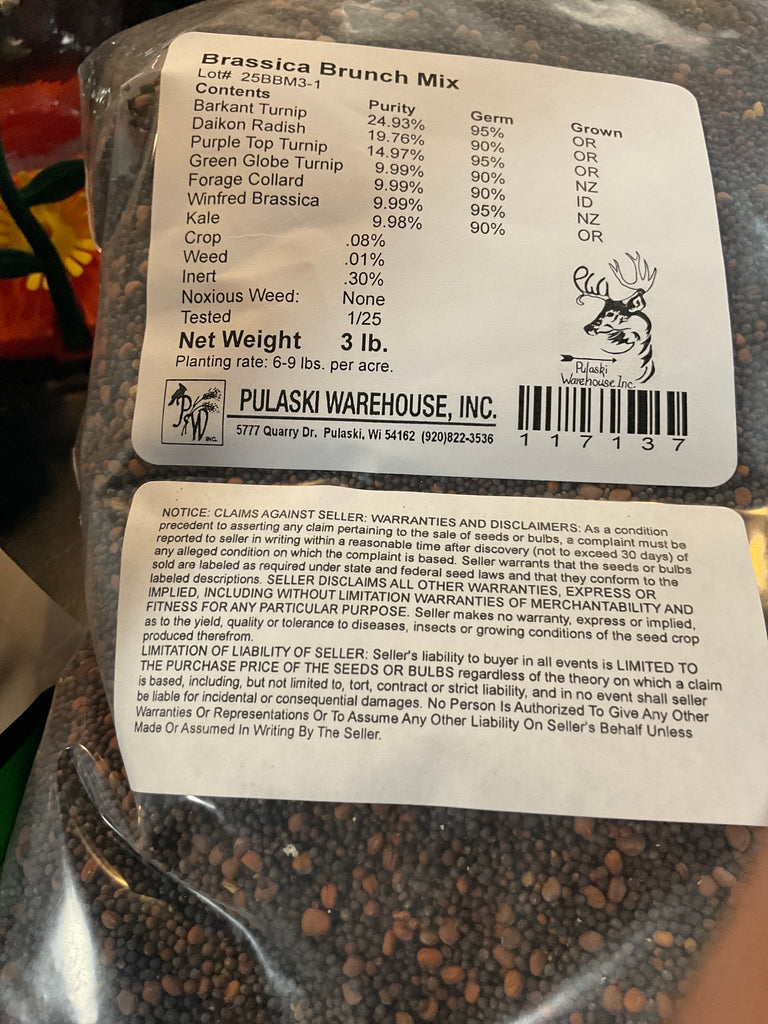 Brassica Brunch Mix
Lot# 25BBM3-1
Contents Purity Germ Grown
Barkant Turnip 24.93% 95% OR
Daikon Radish 19.76% 90% OR
Purple Top Turnip 14.97% 95% OR
Green Globe Turnip 9.99% 90% NZ
Forage Collard 9.99% 90% ID
Winfred Brassica 9.99% 95% NZ
Kale 9.98% 90% OR
Crop .08%
Weed .01%
Inert .30%
Noxious Weed: None
Tested 1/25
Net Weight 3 lb.
Planting rate: 6-9 lbs. per acre.
Pulaski
Warehouse Inc.
PW INC.
PULASKI WAREHOUSE, INC.
5777 Quarry Dr. Pulaski, Wi 54162 (920)822-3536
1 1 7 1 3 7
NOTICE: CLAIMS AGAINST SELLER: WARRANTIES AND DISCLAIMERS: As a condition
precedent to asserting any claim pertaining to the sale of seeds or bulbs, a complaint must be
reported to seller in writing within a reasonable time after discovery (not to exceed 30 days) of
any alleged condition on which the complaint is based. Seller warrants that the seeds or bulbs
sold are labeled as required under state and federal seed laws and that they conform to the
labeled descriptions. SELLER DISCLAIMS ALL OTHER WARRANTIES, EXPRESS OR
IMPLIED, INCLUDING WITHOUT LIMITATION WARRANTIES OF MERCHANTABILITY AND
FITNESS FOR ANY PARTICULAR PURPOSE. Seller makes no warranty, express or implied,
as to the yield, quality or tolerance to diseases, insects or growing conditions of the seed crop
produced therefrom.
LIMITATION OF LIABILITY OF SELLER: Seller's liability to buyer in all events is LIMITED TO
THE PURCHASE PRICE OF THE SEEDS OR BULBS regardless of the theory on which a claim
is based, including, but not limited to, tort, contract or strict liability, and in no event shall seller
be liable for incidental or consequential damages. No Person Is Authorized To Give Any Other
Warranties Or Representations Or To Assume Any Other Liability On Seller's Behalf Unless
Made Or Assumed In Writing By The Seller.